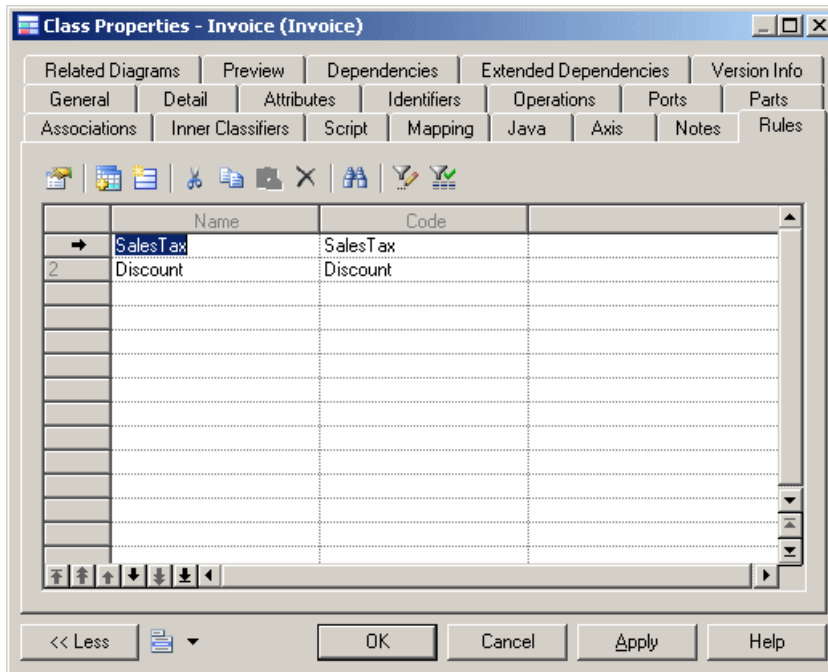 Class Properties - Invoice (Invoice)
Related Diagrams Preview Dependencies Extended Dependencies Version Info
General Detail Attributes Identifiers Operations Ports Parts
Associations Inner Classifiers Script Mapping Java Axis Notes Rules
Name Code
SalesTax SalesTax
2 Discount Discount
<< Less OK Cancel Apply Help